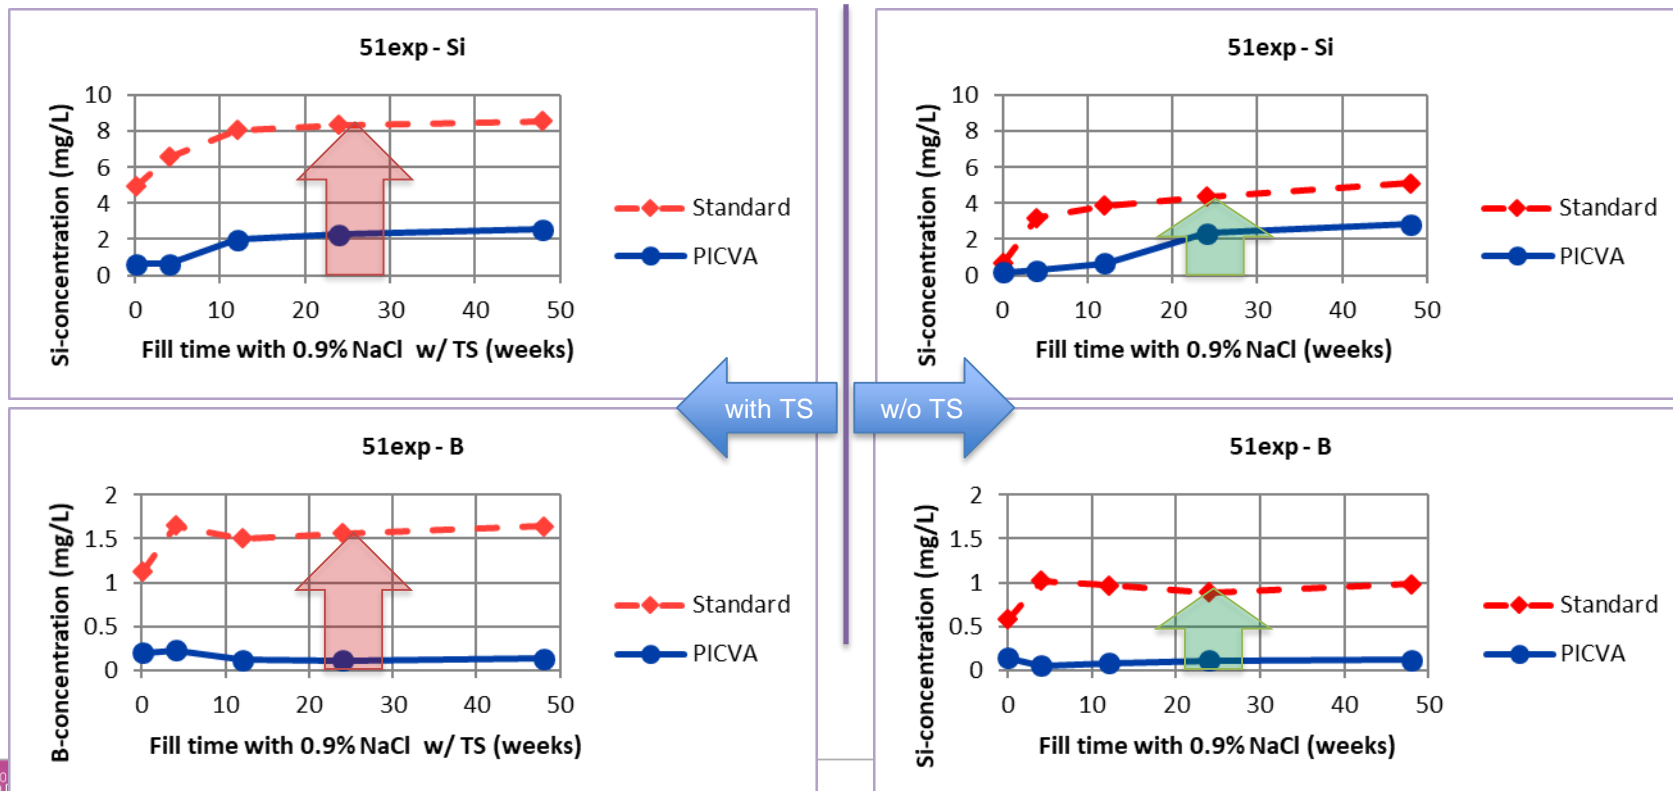 51exp - Si
Si-concentration (mg/L)
10
8
6
4
2
0
0 10 20 30 40 50
Fill time with 0.9% NaCl w/ TS (weeks)
Standard
PICVA
51exp - Si
Si-concentration (mg/L)
10
8
6
4
2
0
0 10 20 30 40 50
Fill time with 0.9% NaCl (weeks)
Standard
PICVA
with TS
w/o TS
51exp - B
B-concentration (mg/L)
2
1.5
1
0.5
0
0 10 20 30 40 50
Fill time with 0.9% NaCl w/ TS (weeks)
Standard
PICVA
51exp - B
Si-concentration (mg/L)
2
1.5
1
0.5
0
0 10 20 30 40 50
Fill time with 0.9% NaCl (weeks)
Standard
PICVA